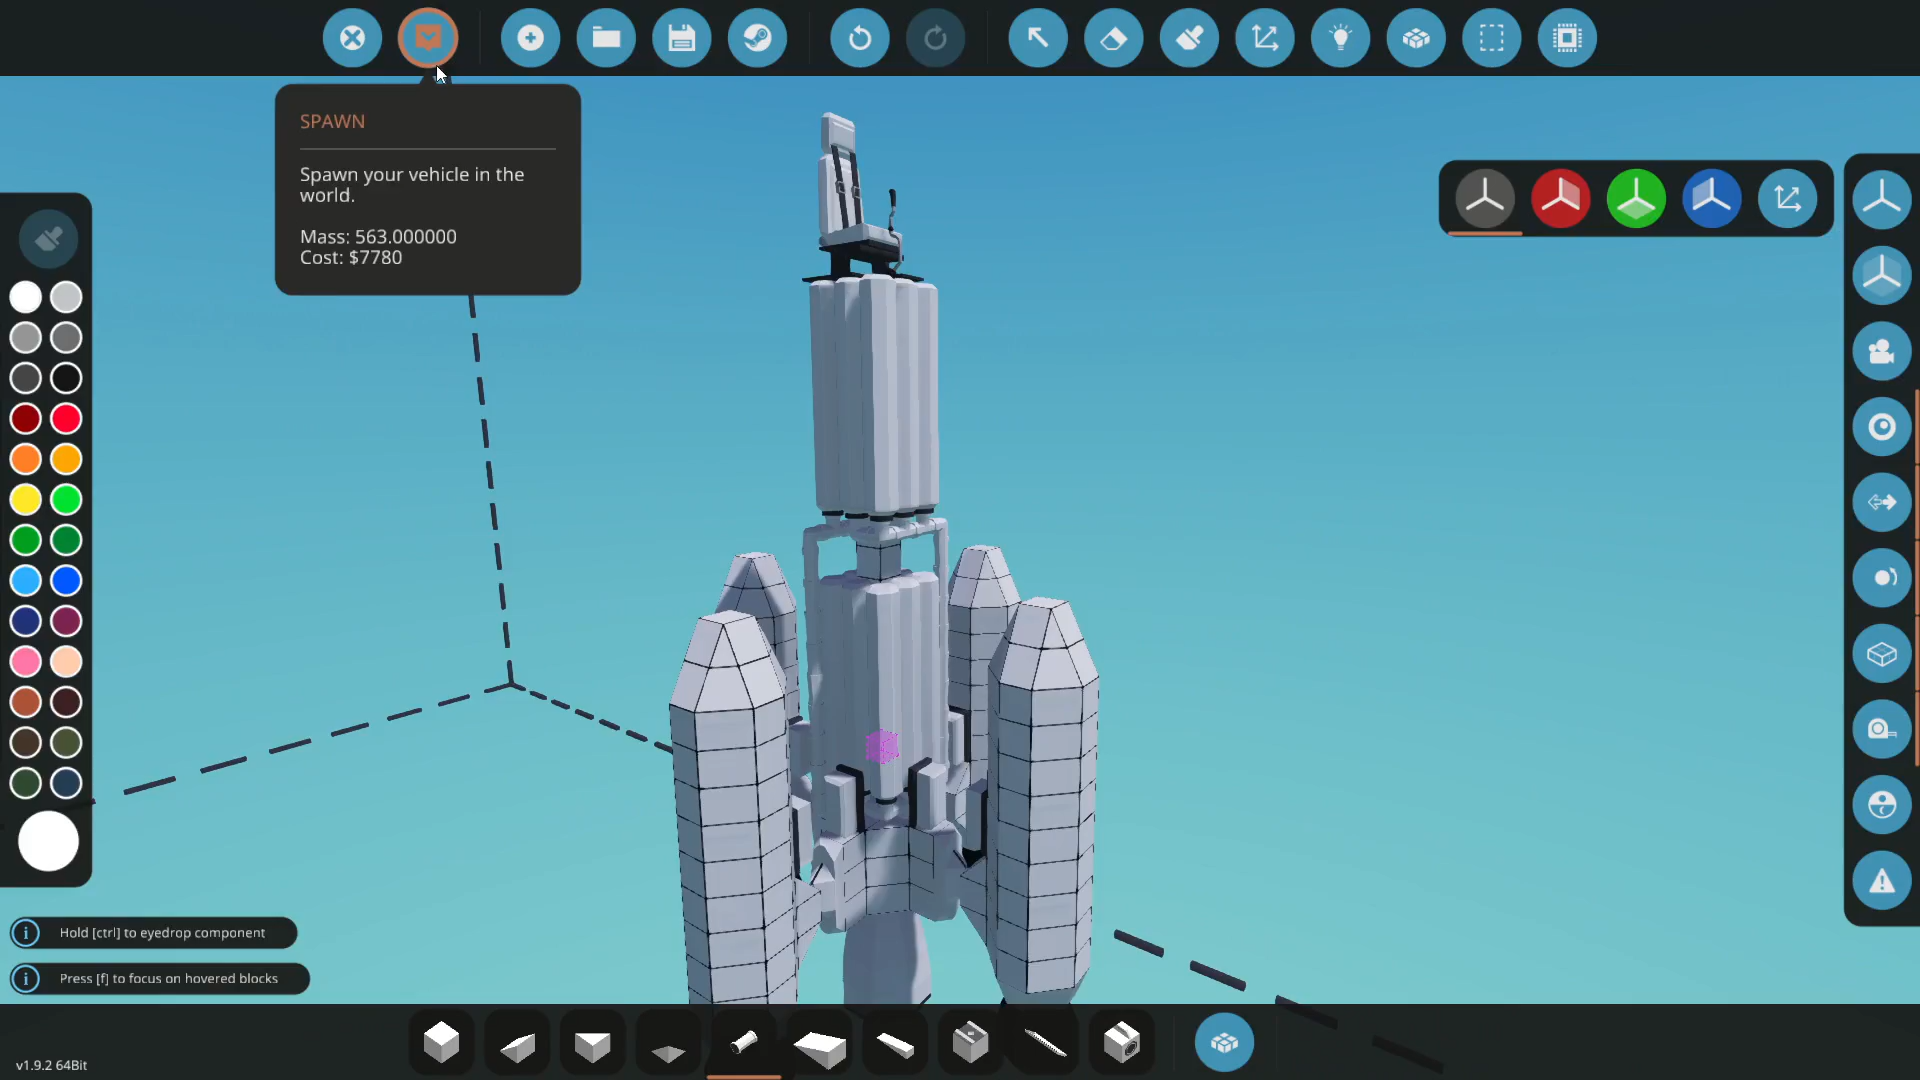 SPAWN
Spawn your vehicle in the
world.
Mass: 563.000000
Cost: $7780
Hold [ctrl] to eyedrop component
Press [f] to focus on hovered blocks
v1.9.2 64Bit